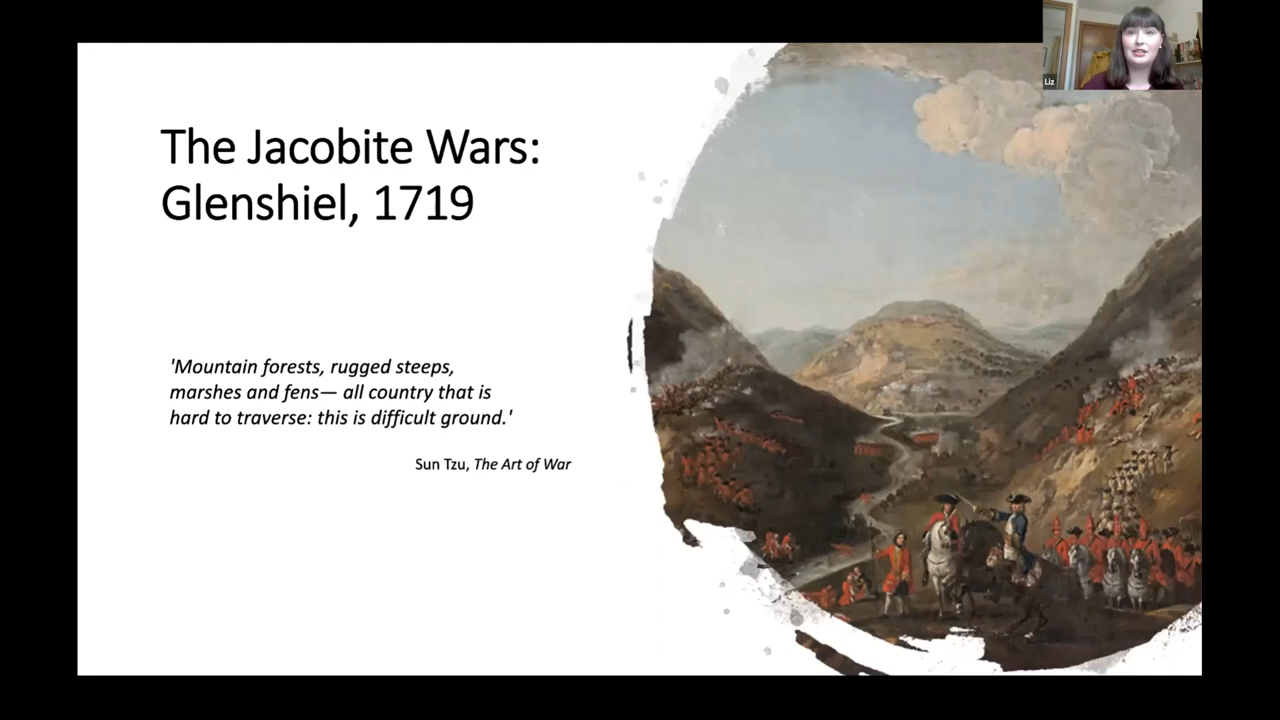 Liz
The Jacobite Wars:
Glenshiel, 1719
'Mountain forests, rugged steeps,
marshes and fens— all country that is
hard to traverse: this is difficult ground.'
Sun Tzu, The Art of War